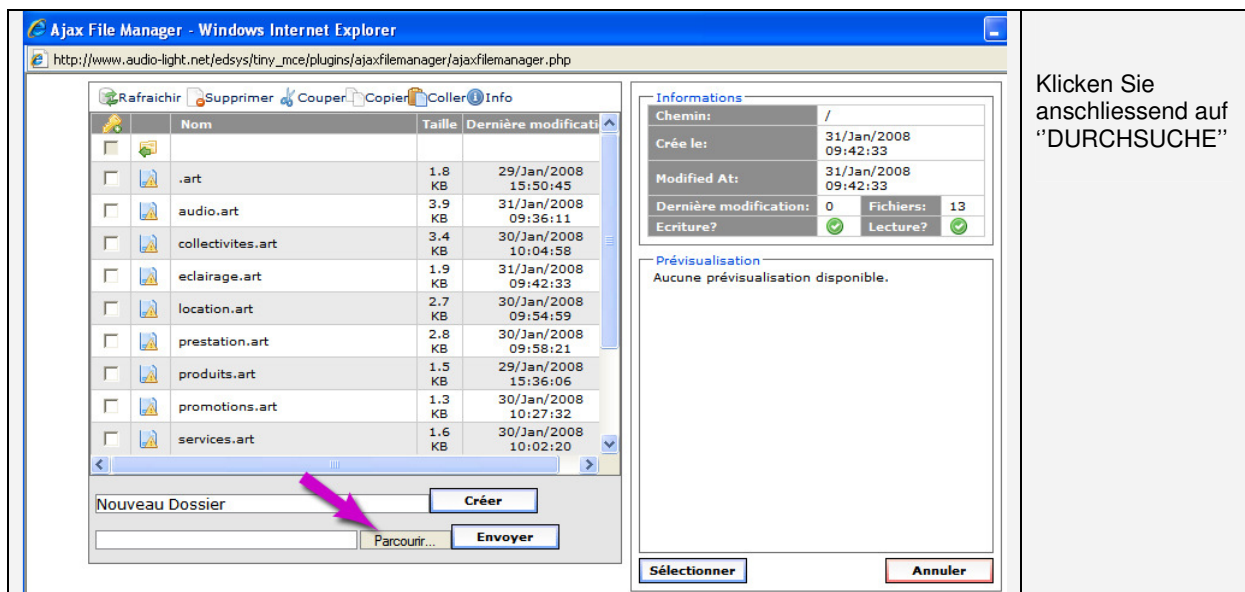 Ajax File Manager - Windows Internet Explorer
http://www.audio-light.net/edsys/tiny_mce/plugins/ajaxfilemanager/ajaxfilemanager.php
Rafraichir Supprimer Couper Copier Coller Info
Nom Taille Dernière modificati
.art 1.8 KB 29/Jan/2008 15:50:45
audio.art 3.9 KB 31/Jan/2008 09:36:11
collectivites.art 3.4 KB 30/Jan/2008 10:04:58
eclairage.art 1.9 KB 31/Jan/2008 09:42:33
location.art 2.7 KB 30/Jan/2008 09:54:59
prestation.art 2.8 KB 30/Jan/2008 09:58:21
produits.art 1.5 KB 29/Jan/2008 15:36:06
promotions.art 1.3 KB 30/Jan/2008 10:27:32
services.art 1.6 KB 30/Jan/2008 10:02:20
Nouveau Dossier Créer
Parcourir... Envoyer
Informations
Chemin: /
Crée le: 31/Jan/2008 09:42:33
Modified At: 31/Jan/2008 09:42:33
Dernière modification: 0 Fichiers: 13
Ecriture? Lecture?
Prévisualisation
Aucune prévisualisation disponible.
Sélectionner Annuler
Klicken Sie
anschliessend auf
‘’DURCHSUCHE’’